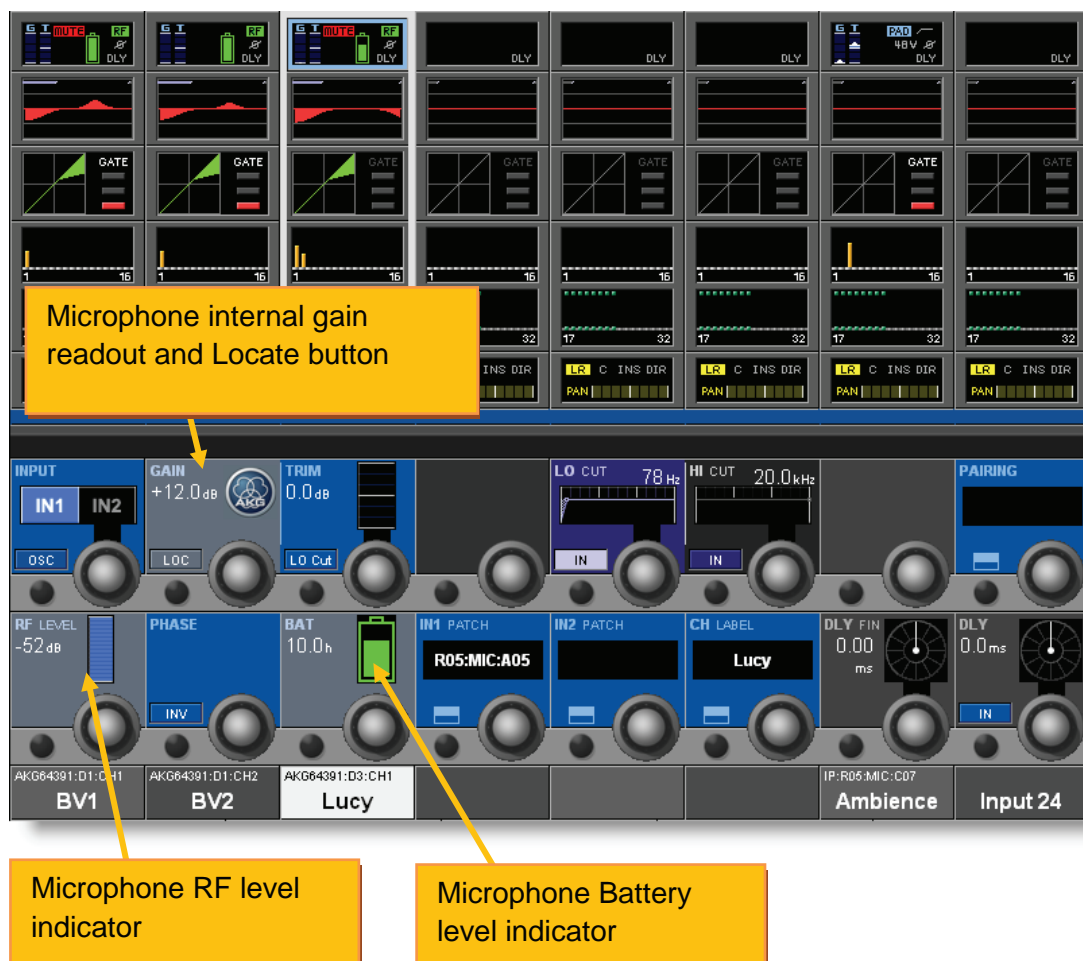 G T MUTE RF
DLY
G T RF
DLY
G T MUTE RF
DLY
DLY
DLY
DLY
G T PAD
48V
DLY
DLY
GATE GATE GATE GATE GATE GATE GATE GATE
1 16 1 16 1 16 1 16 1 16 1 16 1 16 1 16
32 17 32 17 32 17 32 17 32
INS DIR LR C INS DIR LR C INS DIR LR C INS DIR LR C INS DIR
PAN PAN PAN PAN
Microphone internal gain
readout and Locate button
INPUT
IN1 IN2
OSC
GAIN
+12.0dB
AKG
LOC
TRIM
0.0dB
LO Cut
LO CUT
78Hz
IN
HI CUT
20.0kHz
IN
PAIRING
RF LEVEL
-52dB
PHASE
INV
BAT
10.0h
IN1 PATCH
R05:MIC:A05
IN2 PATCH
CH LABEL
Lucy
DLY FIN
0.00
ms
DLY
0.0ms
IN
AKG64391:D1:CH1
BV1
AKG64391:D1:CH2
BV2
AKG64391:D3:CH1
Lucy
IP:R05:MIC:C07
Ambience
Input 24
Microphone RF level
indicator
Microphone Battery
level indicator